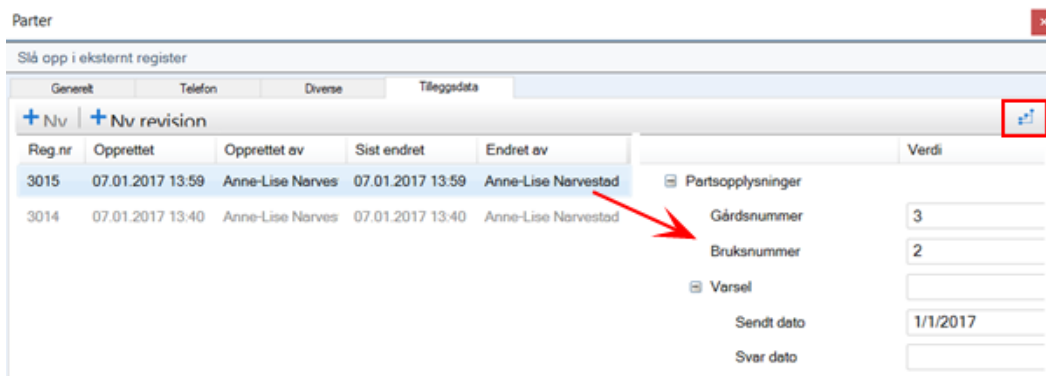 Parter
Slå opp i eksternt register
Generelt Telefon Diverse Tilleggsdata
Ny Ny revision
Reg.nr Opprettet Opprettet av Sist endret Endret av Verdi
3015 07.01.2017 13:59 Anne-Lise Narves 07.01.2017 13:59 Anne-Lise Narvestad Partsopplysninger
3014 07.01.2017 13:40 Anne-Lise Narves 07.01.2017 13:40 Anne-Lise Narvestad Gårdsnummer 3
Bruksnummer 2
Varsel
Sendt dato 1/1/2017
Svar dato